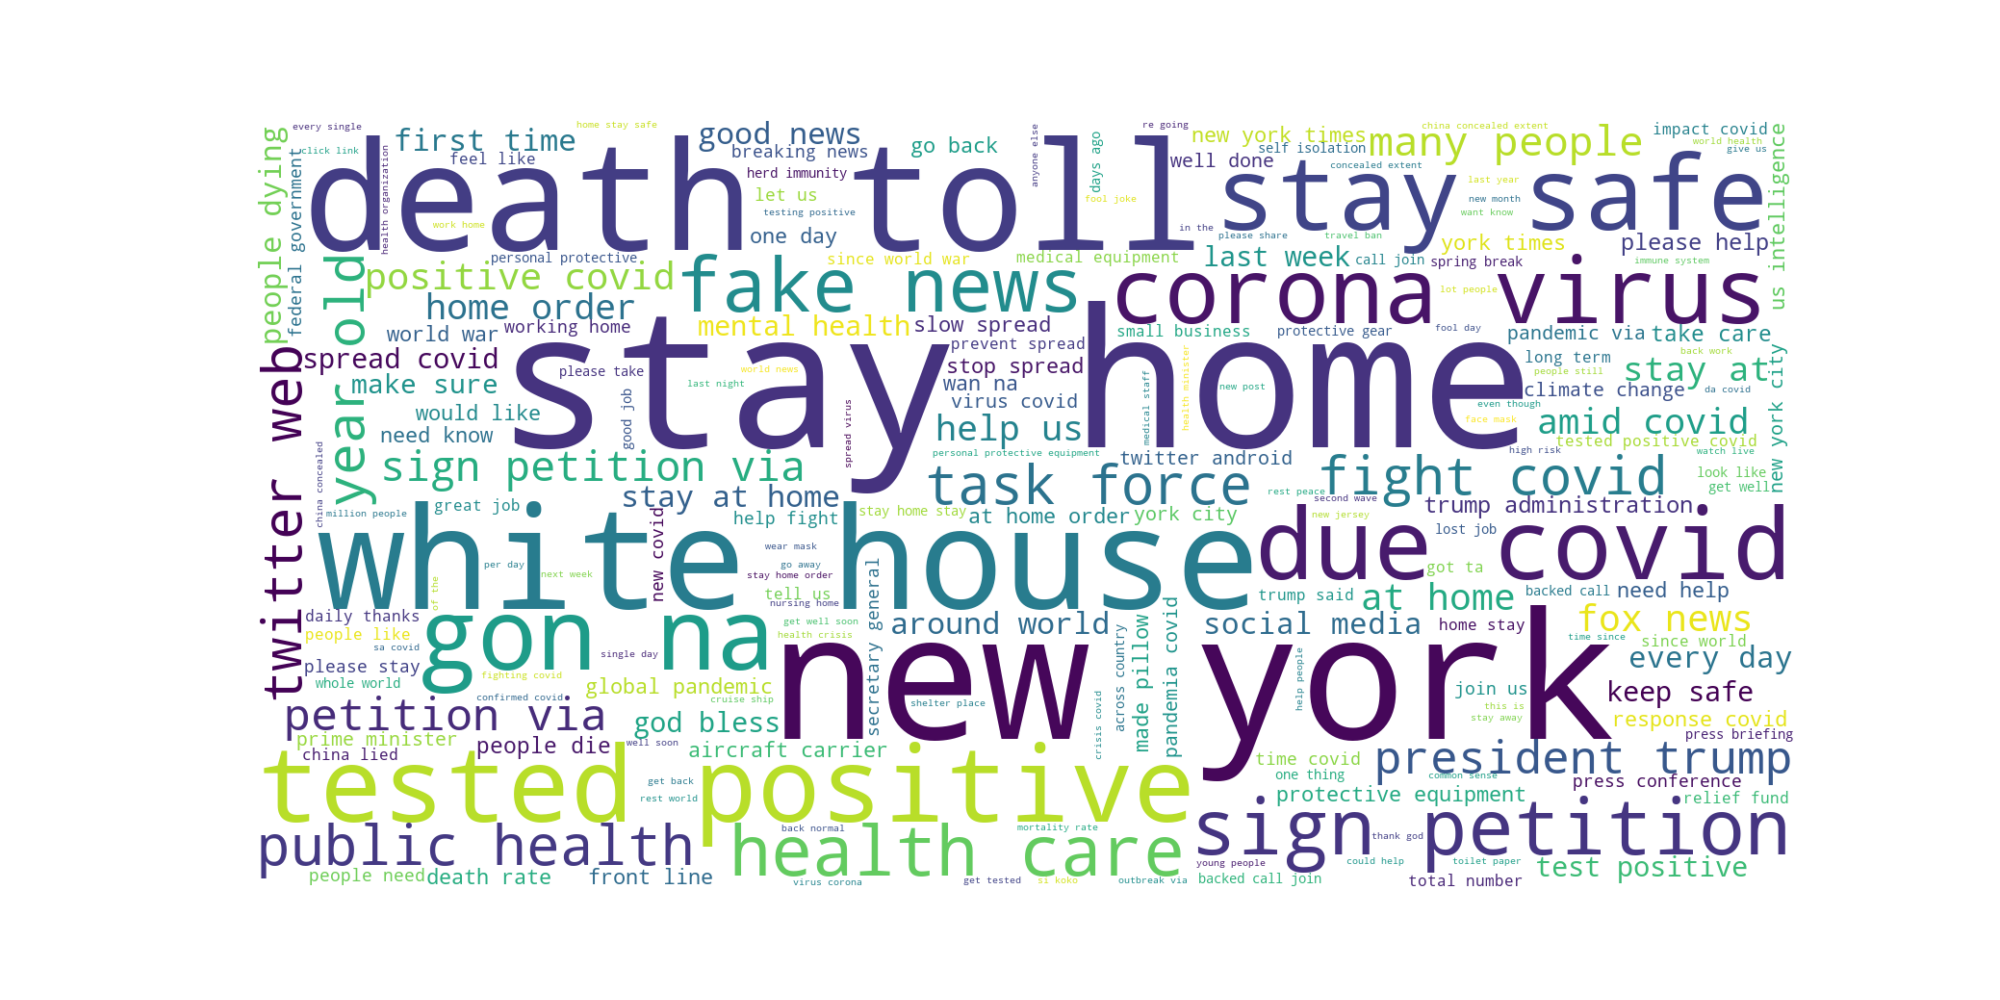 every single
home stay safe
first time
good news
re going
new york times
china concealed extent
many people
impact covid
world health
click link
feel like
breaking news
go back
self isolation
give us
death toll
well done
concealed extent
stay safe
people dying
federal government
health organization
herd immunity
anyone else
days ago
last year
us intelligence
let us
fool joke
new month
work home
testing positive
want know
one day
in the
please share
travel ban
york times
please help
personal protective
since world war
medical equipment
last week
call join
spring break
immune system
year old
positive covid
fake news
corona virus
home order
lot people
world war
working home
mental health
slow spread
small business
protective gear
fool day
pandemic via
take care
spread covid
prevent spread
long term
back work
twitter web
please take
world news
stop spread
health minister
people still
stay at
make sure
last night
wan na
new post
climate change
da covid
stay home
would like
good job
virus covid
medical staff
even though
amid covid
new york city
need know
spread virus
help us
face mask
tested positive covid
china concealed
sign petition via
personal protective equipment
twitter android
high risk
watch live
task force
fight covid
look like
stay at home
rest peace
get well
million people
great job
help fight
stay home stay
at home order
york city
second wave
new jersey
trump administration
white house
new covid
due covid
lost job
wear mask
per day
next week
go away
stay home order
got ta
of the
tell us
trump said
at home
backed call
need help
daily thanks
nursing home
people like
gon na
get well soon
health crisis
secretary general
around world
pandemia covid
social media
home stay
fox news
time since
since world
sa covid
single day
across country
made pillow
help people
every day
please stay
fighting covid
whole world
global pandemic
new york
join us
keep safe
confirmed covid
cruise ship
shelter place
this is
petition via
god bless
stay away
response covid
prime minister
people die
well soon
aircraft carrier
crisis covid
press briefing
china lied
time covid
president trump
tested positive
get back
one thing
common sense
press conference
rest world
protective equipment
relief fund
public health
back normal
health care
mortality rate
sign petition
thank god
young people
could help
toilet paper
test positive
people need
death rate
front line
virus corona
get tested
si koko
outbreak via
backed call join
total number